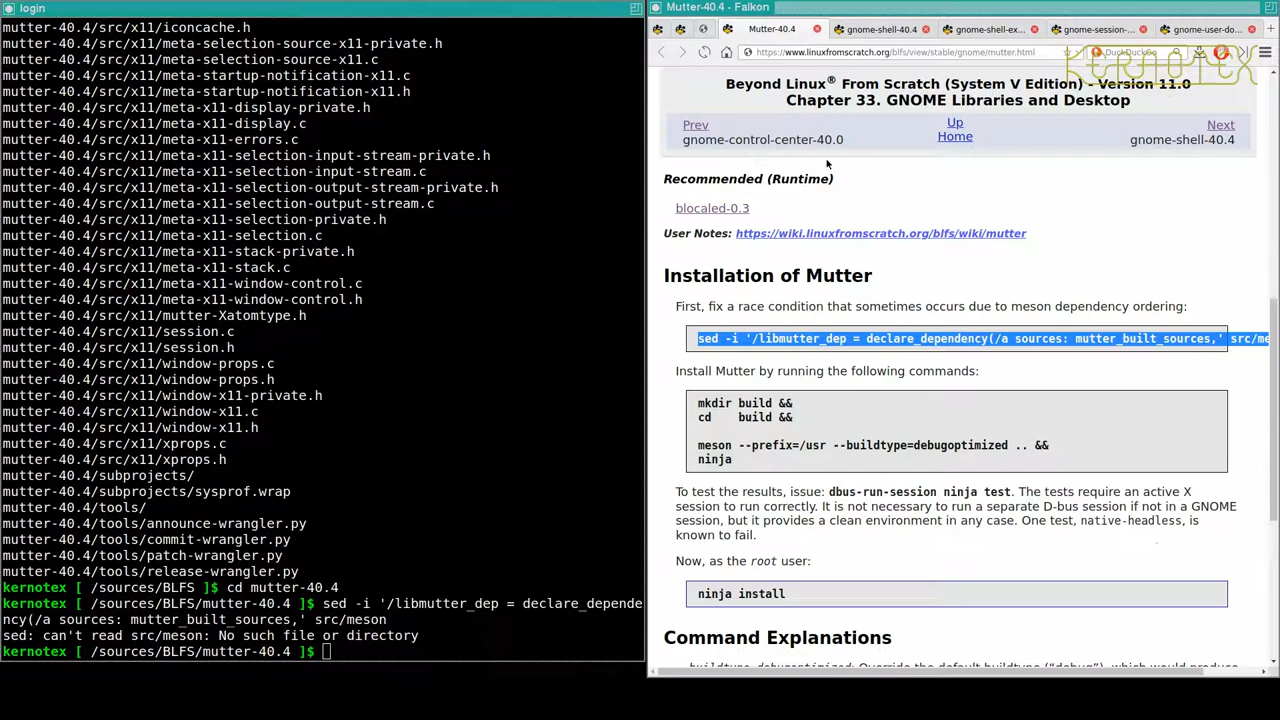 login
mutter-40.4/src/x11/iconcache.h
mutter-40.4/src/x11/meta-selection-source-x11-private.h
mutter-40.4/src/x11/meta-selection-source-x11.c
mutter-40.4/src/x11/meta-startup-notification-x11.c
mutter-40.4/src/x11/meta-startup-notification-x11.h
mutter-40.4/src/x11/meta-x11-display-private.h
mutter-40.4/src/x11/meta-x11-display.c
mutter-40.4/src/x11/meta-x11-errors.c
mutter-40.4/src/x11/meta-x11-selection-input-stream-private.h
mutter-40.4/src/x11/meta-x11-selection-input-stream.c
mutter-40.4/src/x11/meta-x11-selection-output-stream-private.h
mutter-40.4/src/x11/meta-x11-selection-output-stream.c
mutter-40.4/src/x11/meta-x11-selection-private.h
mutter-40.4/src/x11/meta-x11-selection.c
mutter-40.4/src/x11/meta-x11-stack-private.h
mutter-40.4/src/x11/meta-x11-stack.c
mutter-40.4/src/x11/meta-x11-window-control.c
mutter-40.4/src/x11/meta-x11-window-control.h
mutter-40.4/src/x11/mutter-Xatomtype.h
mutter-40.4/src/x11/session.c
mutter-40.4/src/x11/session.h
mutter-40.4/src/x11/window-props.c
mutter-40.4/src/x11/window-props.h
mutter-40.4/src/x11/window-x11-private.h
mutter-40.4/src/x11/window-x11.c
mutter-40.4/src/x11/window-x11.h
mutter-40.4/src/x11/xprops.c
mutter-40.4/src/x11/xprops.h
mutter-40.4/subprojects/
mutter-40.4/subprojects/sysprof.wrap
mutter-40.4/tools/
mutter-40.4/tools/announce-wrangler.py
mutter-40.4/tools/commit-wrangler.py
mutter-40.4/tools/patch-wrangler.py
mutter-40.4/tools/release-wrangler.py
kernotex [ /sources/BLFS ]$ cd mutter-40.4
kernotex [ /sources/BLFS/mutter-40.4 ]$ sed -i '/libmutter_dep = declare_depende
ncy(/a sources: mutter_built_sources,' src/meson
sed: can't read src/meson: No such file or directory
kernotex [ /sources/BLFS/mutter-40.4 ]$
Mutter-40.4 - Falkon
Mutter-40.4 gnome-shell-40.4 gnome-shell-ex... gnome-session-... gnome-user-do...
https://www.linuxfromscratch.org/blfs/view/stable/gnome/mutter.html DuckDuckGo
KERNOTEX
Beyond Linux® From Scratch (System V Edition) - Version 11.0
Chapter 33. GNOME Libraries and Desktop
Prev Up Next
gnome-control-center-40.0 Home gnome-shell-40.4
Recommended (Runtime)
blocaled-0.3
User Notes: https://wiki.linuxfromscratch.org/blfs/wiki/mutter
Installation of Mutter
First, fix a race condition that sometimes occurs due to meson dependency ordering:
sed -i '/libmutter_dep = declare_dependency(/a sources: mutter_built_sources,' src/me
Install Mutter by running the following commands:
mkdir build &&
cd    build &&
meson --prefix=/usr --buildtype=debugoptimized .. &&
ninja
To test the results, issue: dbus-run-session ninja test. The tests require an active X
session to run correctly. It is not necessary to run a separate D-bus session if not in a GNOME
session, but it provides a clean environment in any case. One test, native-headless, is
known to fail.
Now, as the root user:
ninja install
Command Explanations
--buildtype=debugoptimized: Override the default buildtype ("debug"), which would produce